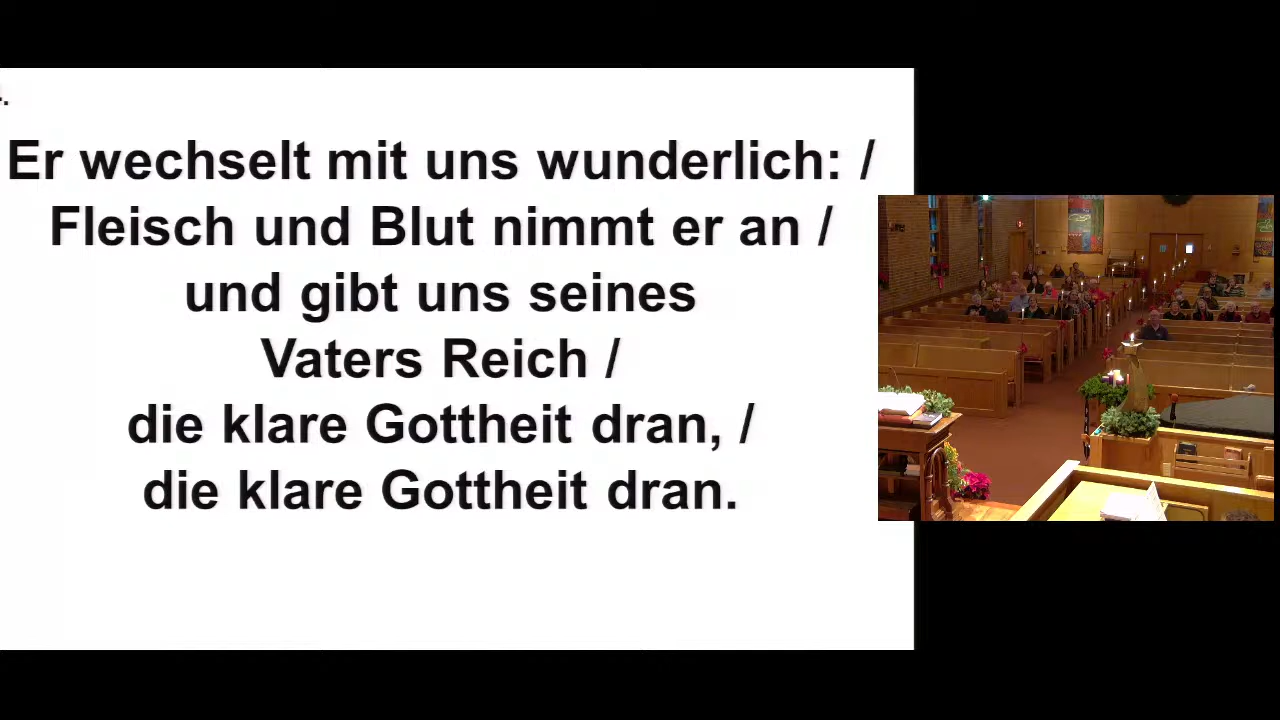 Er wechselt mit uns wunderlich: /
Fleisch und Blut nimmt er an /
und gibt uns seines
Vaters Reich /
die klare Gottheit dran, /
die klare Gottheit dran.